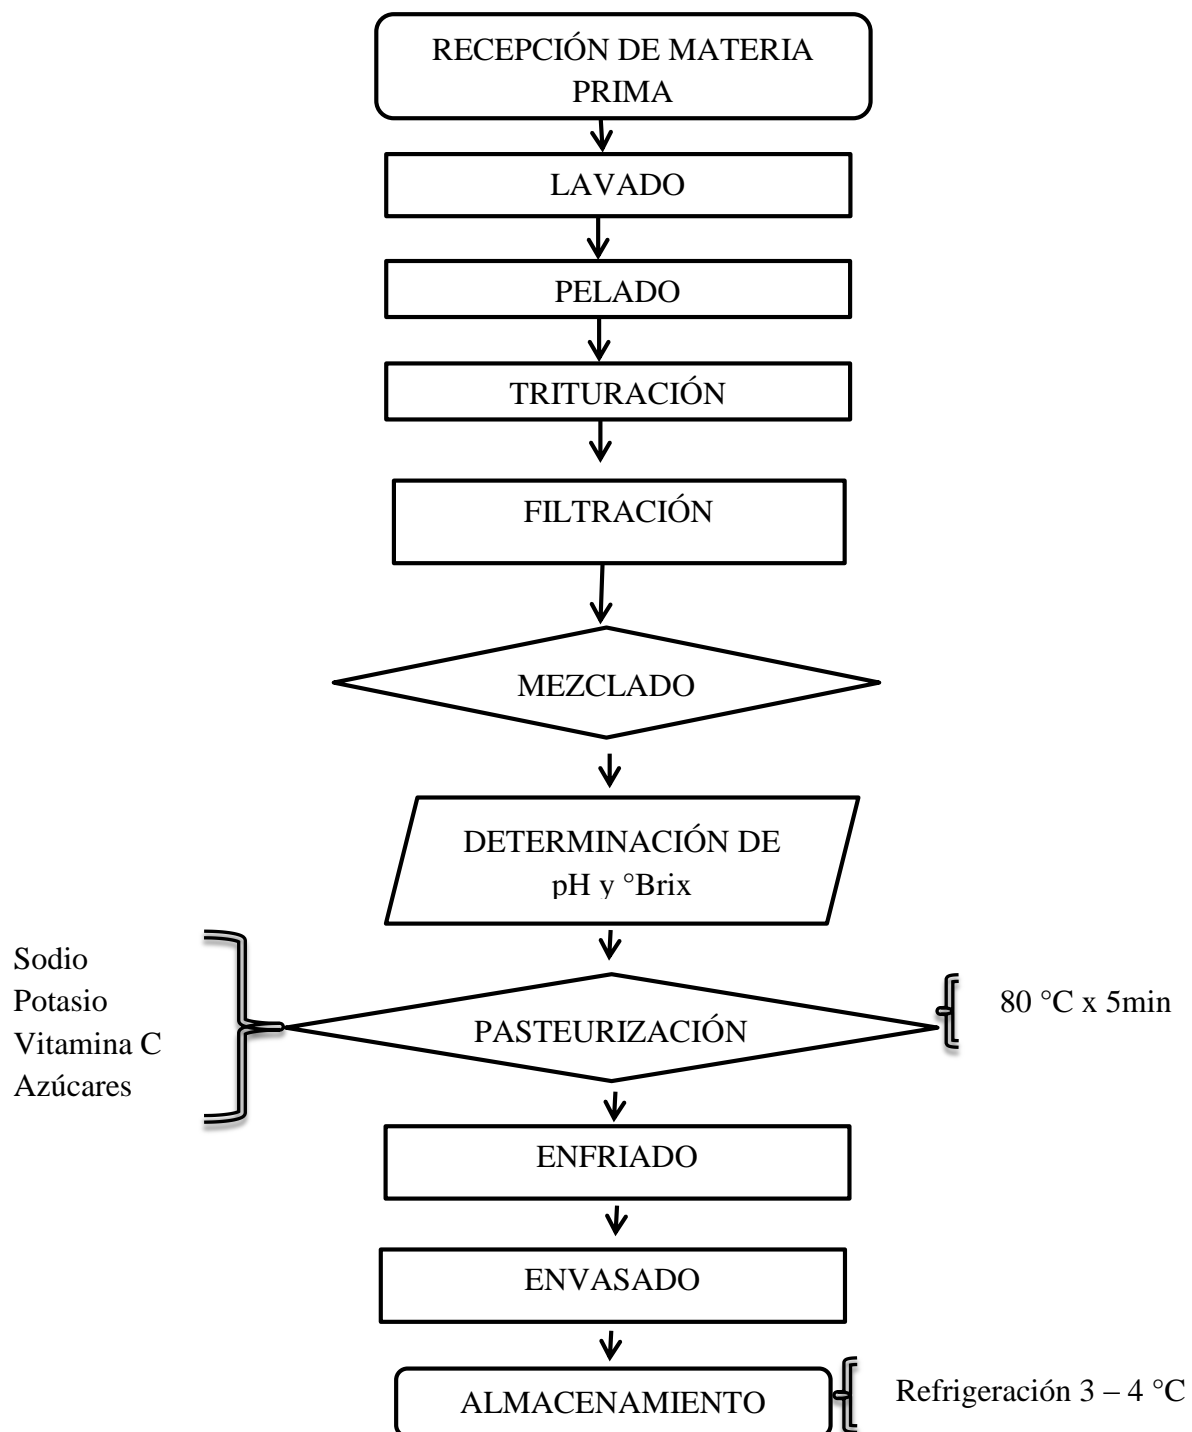 RECEPCIÓN DE MATERIA
PRIMA
LAVADO
PELADO
TRITURACIÓN
FILTRACIÓN
MEZCLADO
DETERMINACIÓN DE
pH y °Brix
Sodio
Potasio
Vitamina C
Azúcares
PASTEURIZACIÓN
80 °C x 5min
ENFRIADO
ENVASADO
ALMACENAMIENTO
Refrigeración 3 – 4 °C